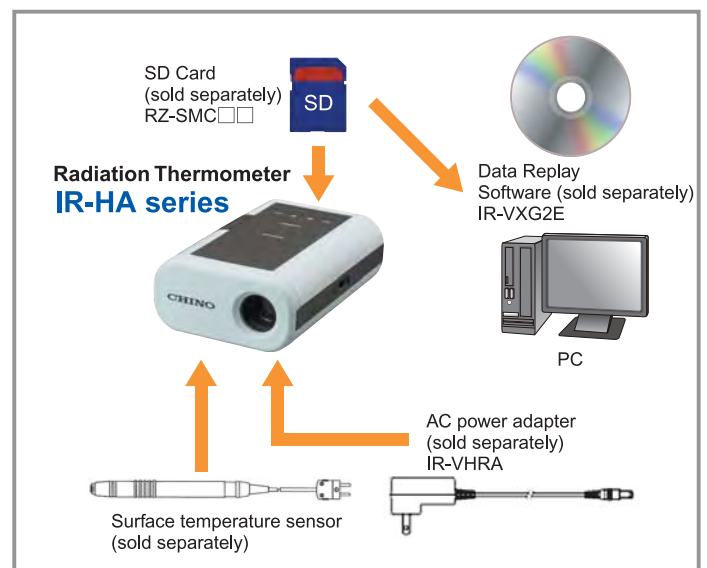 SD Card
(sold separately)
RZ-SMC□□
SD
Radiation Thermometer
IR-HA series
CHINO
Data Replay
Software (sold separately)
IR-VXG2E
PC
AC power adapter
(sold separately)
IR-VHRA
Surface temperature sensor
(sold separately)